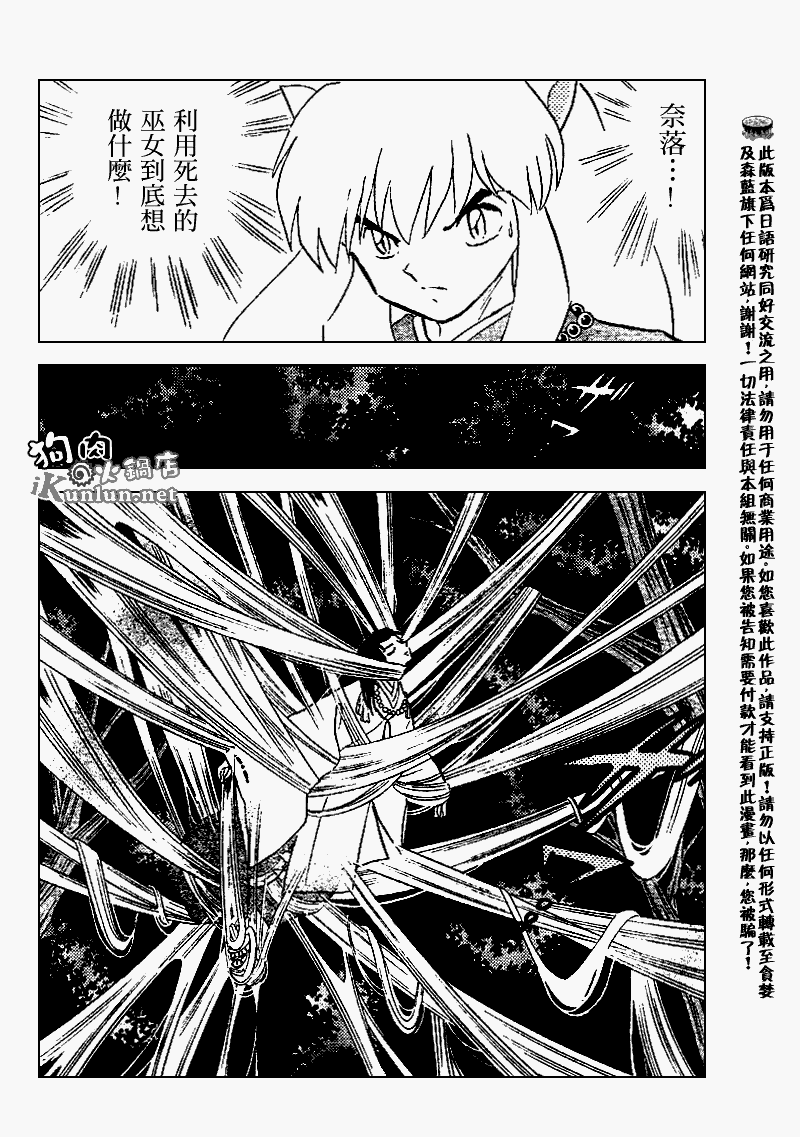 奈落…！
利用死去的
巫女到底想
做什麼！
狗肉
火鍋店
iKunlun.net
此版本爲日語研究同好交流之用，請勿用于任何商業用途。如您喜歡此作品，請支持正版！請勿以任何形式轉載至貪婪
及森藍旗下任何網站，謝謝！一切法律責任與本組無關。如果您被告知需要付款才能看到此漫畫，那麼，您被騙了！